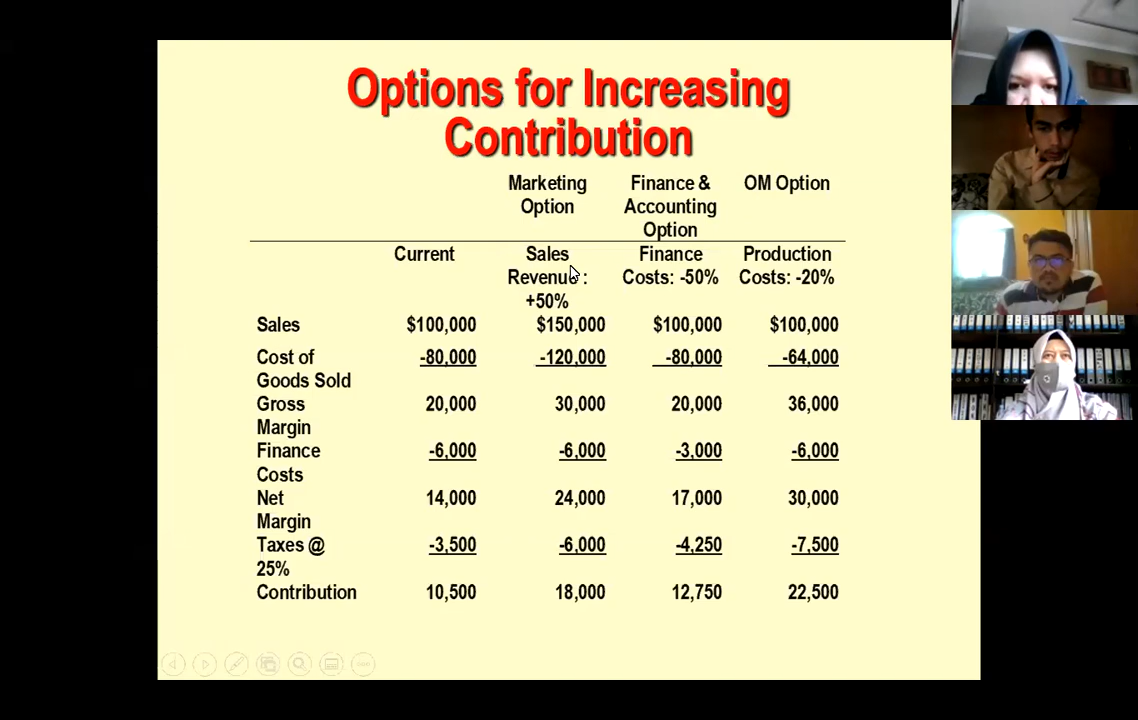 Options for Increasing
Contribution
Marketing Option
Finance & Accounting Option
OM Option
Current
Sales Revenue : +50%
Finance Costs: -50%
Production Costs: -20%
Sales $100,000 $150,000 $100,000 $100,000
Cost of Goods Sold -80,000 -120,000 -80,000 -64,000
Gross Margin 20,000 30,000 20,000 36,000
Finance Costs -6,000 -6,000 -3,000 -6,000
Net Margin 14,000 24,000 17,000 30,000
Taxes @ 25% -3,500 -6,000 -4,250 -7,500
Contribution 10,500 18,000 12,750 22,500